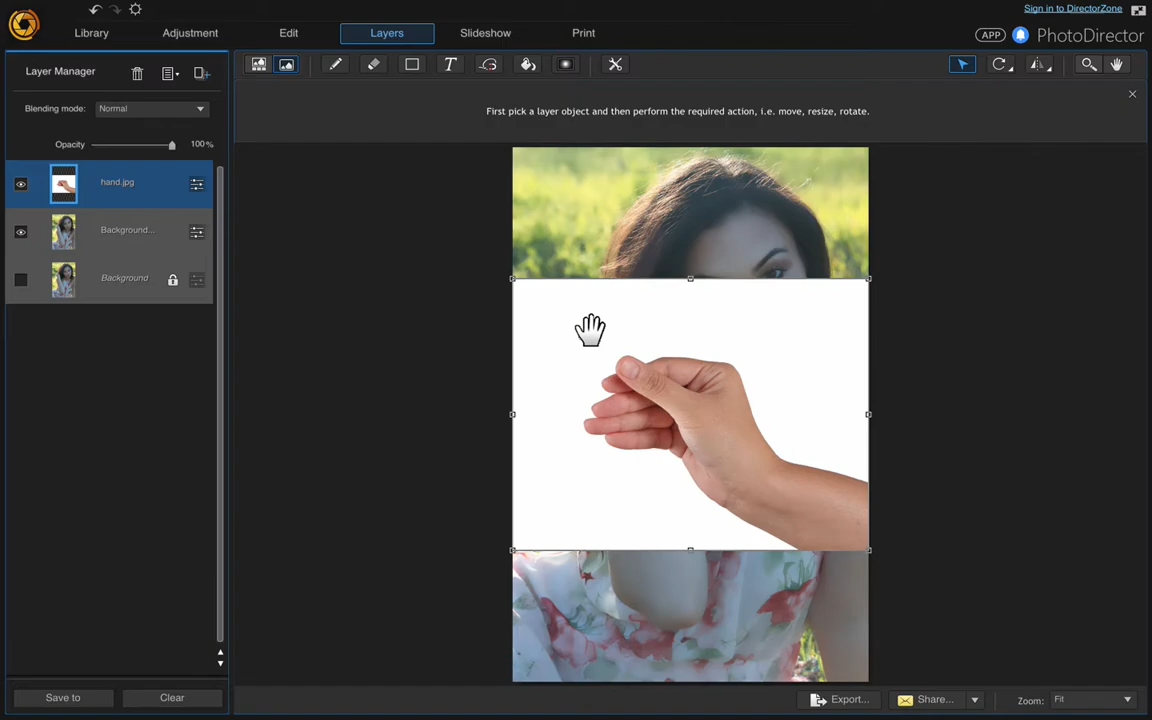 Sign in to DirectorZone
Library
Adjustment
Edit
Layers
Slideshow
Print
APP
PhotoDirector
Layer Manager
T
Blending mode: Normal
First pick a layer object and then perform the required action, i.e. move, resize, rotate.
Opacity 100%
hand.jpg
Background...
Background
Save to
Clear
Export...
Share...
Zoom: Fit